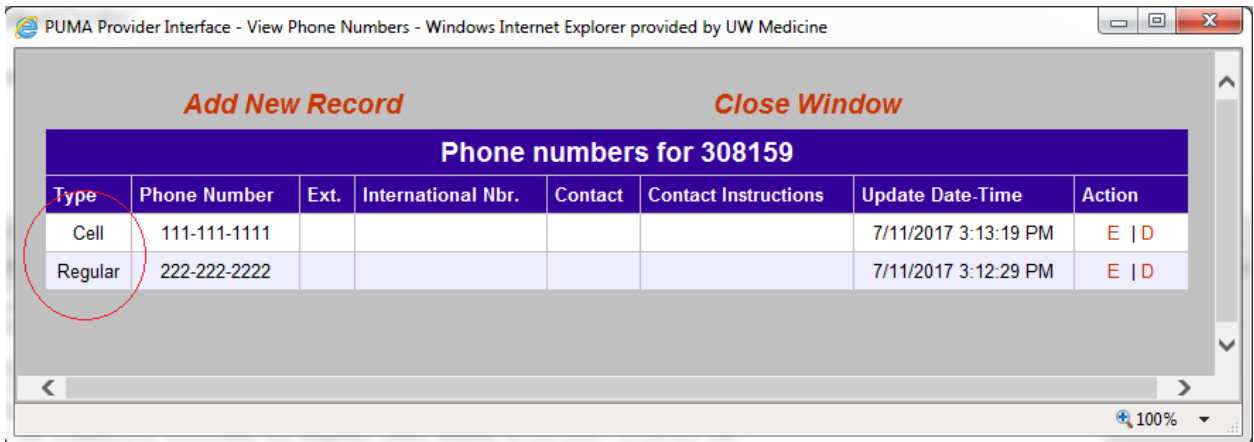 PUMA Provider Interface - View Phone Numbers - Windows Internet Explorer provided by UW Medicine
Add New Record Close Window
Phone numbers for 308159
Type Phone Number Ext. International Nbr. Contact Contact Instructions Update Date-Time Action
Cell 111-111-1111 7/11/2017 3:13:19 PM E | D
Regular 222-222-2222 7/11/2017 3:12:29 PM E | D
100%